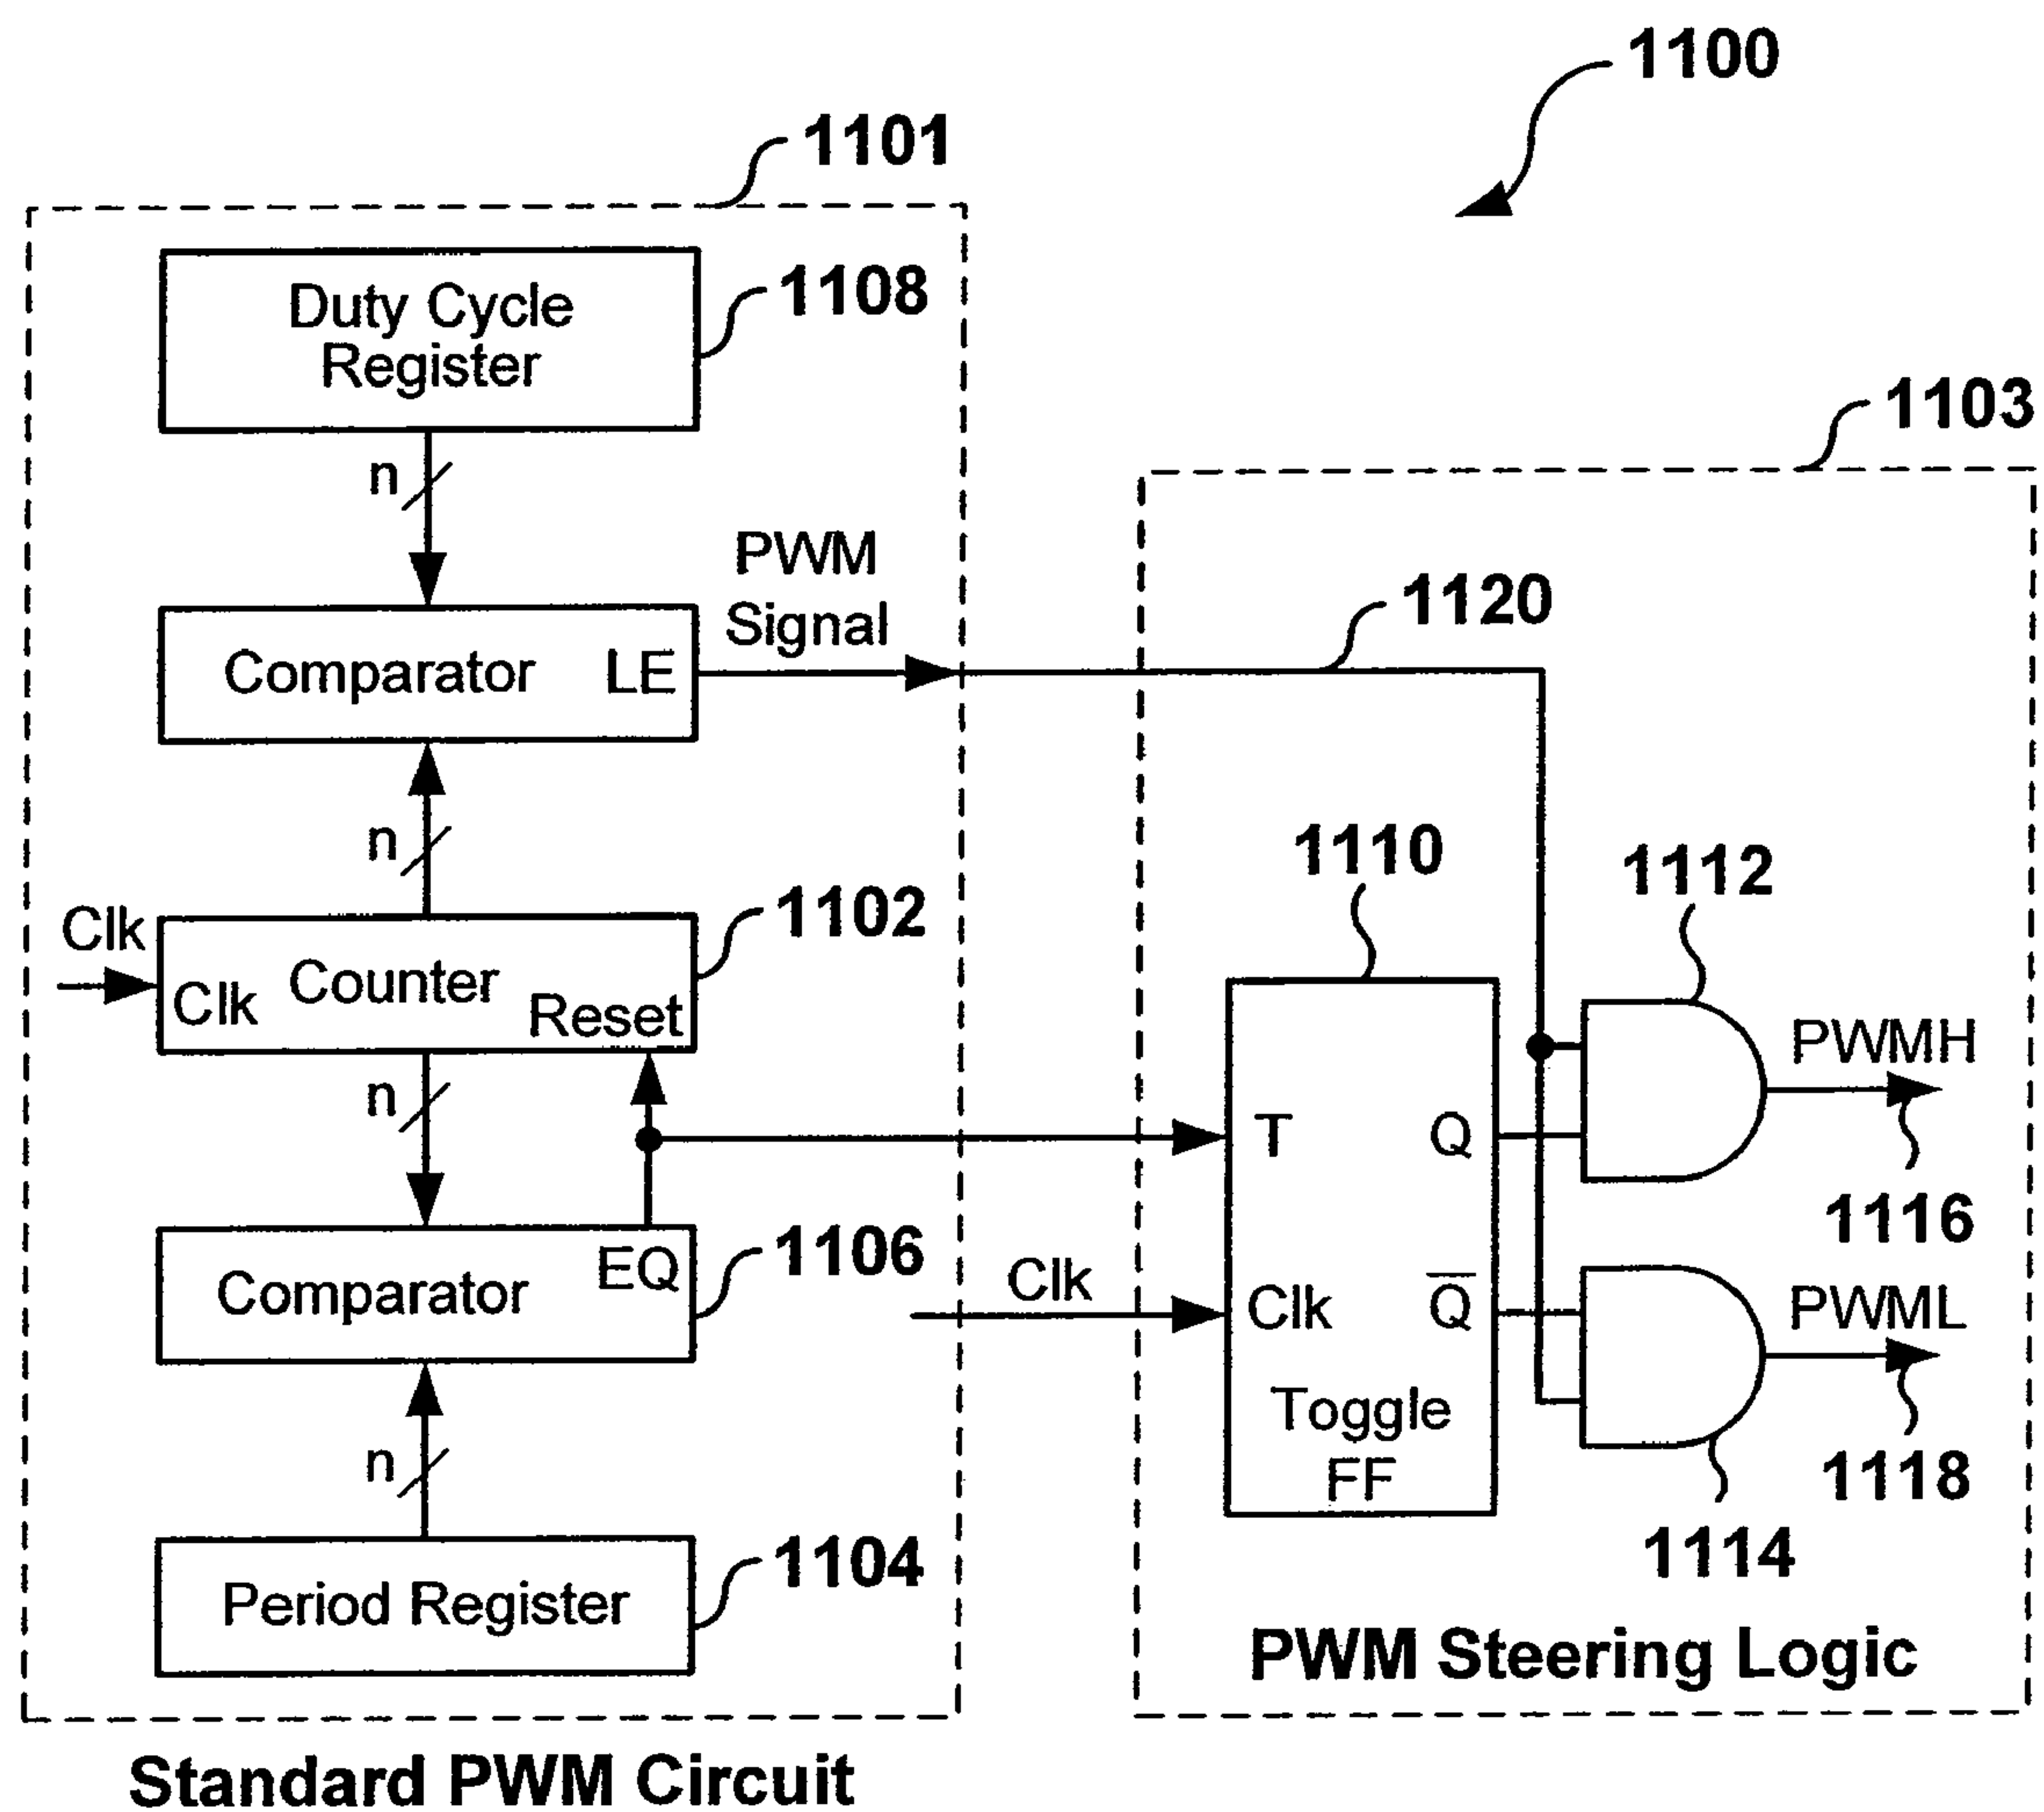 1100
1101
Duty Cycle
Register
1108
1103
n
PWM
Signal
1120
Comparator LE
n
1110
1112
Clk
1102
Counter
Clk
Reset
PWMH
n
T
Q
1116
1106
EQ
Comparator
Clk
Clk
Q̅
PWML
Toggle
FF
n
1118
1114
1104
Period Register
PWM Steering Logic
Standard PWM Circuit